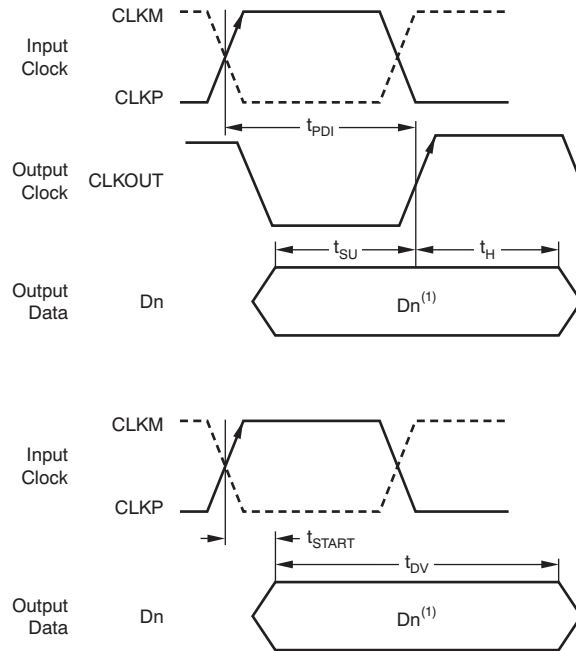 CLKM
Input
Clock
CLKP
tPDI
Output
Clock
CLKOUT
tSU
tH
Output
Data
Dn
Dn(1)
CLKM
Input
Clock
CLKP
tSTART
tDV
Output
Data
Dn
Dn(1)